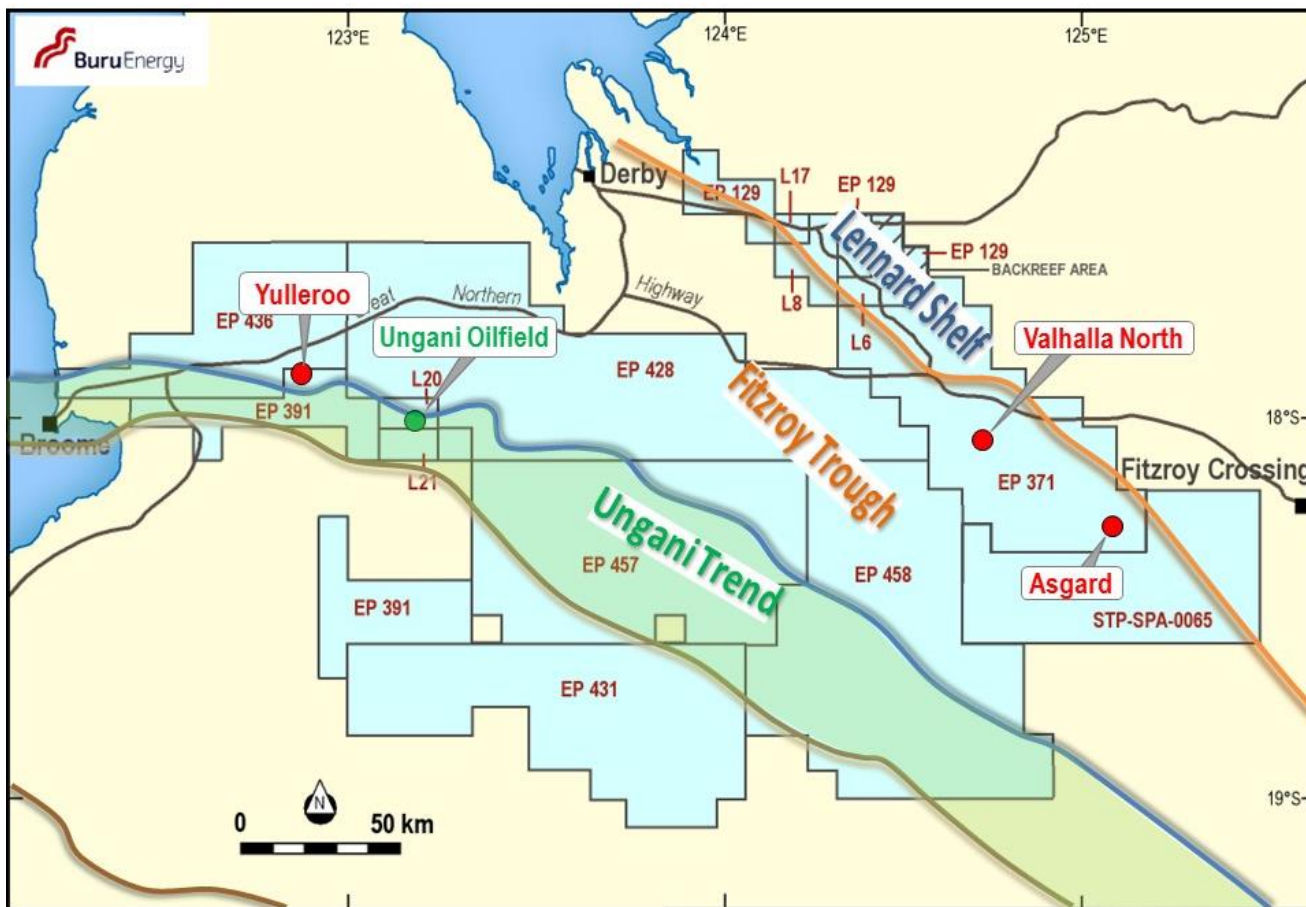 BuruEnergy
123°E
124°E
125°E
Derby
EP 129
L17
EP 129
EP 129
BACKREEF AREA
Lennard Shelf
L8
L6
Yulleroo
EP 436
Great Northern Highway
Ungani Oilfield
L20
EP 428
Fitzroy Trough
Valhalla North
18°S
Broome
EP 391
L21
EP 371
Fitzroy Crossing
Ungani Trend
EP 457
EP 458
Asgard
STP-SPA-0065
EP 391
EP 431
N
0
50 km
19°S